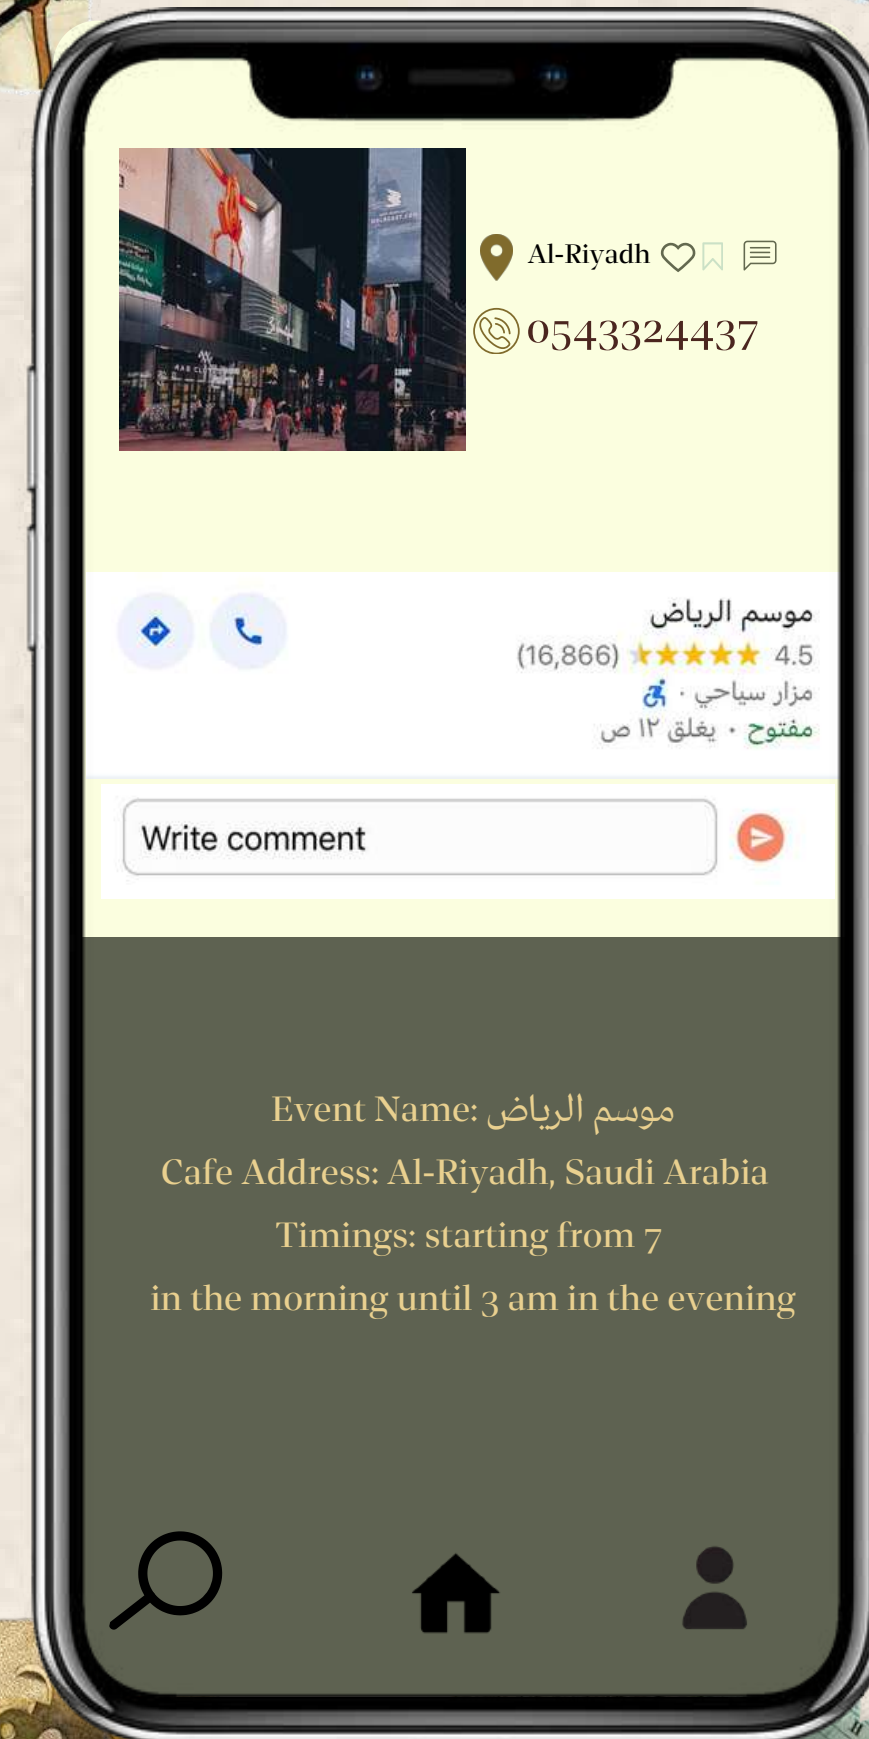 Al-Riyadh
0543324437
موسم الرياض
4.5 (16,866)
مزار سياحي ·
مفتوح · يغلق ١٢ ص
Write comment
Event Name: موسم الرياض
Cafe Address: Al-Riyadh, Saudi Arabia
Timings: starting from 7
in the morning until 3 am in the evening